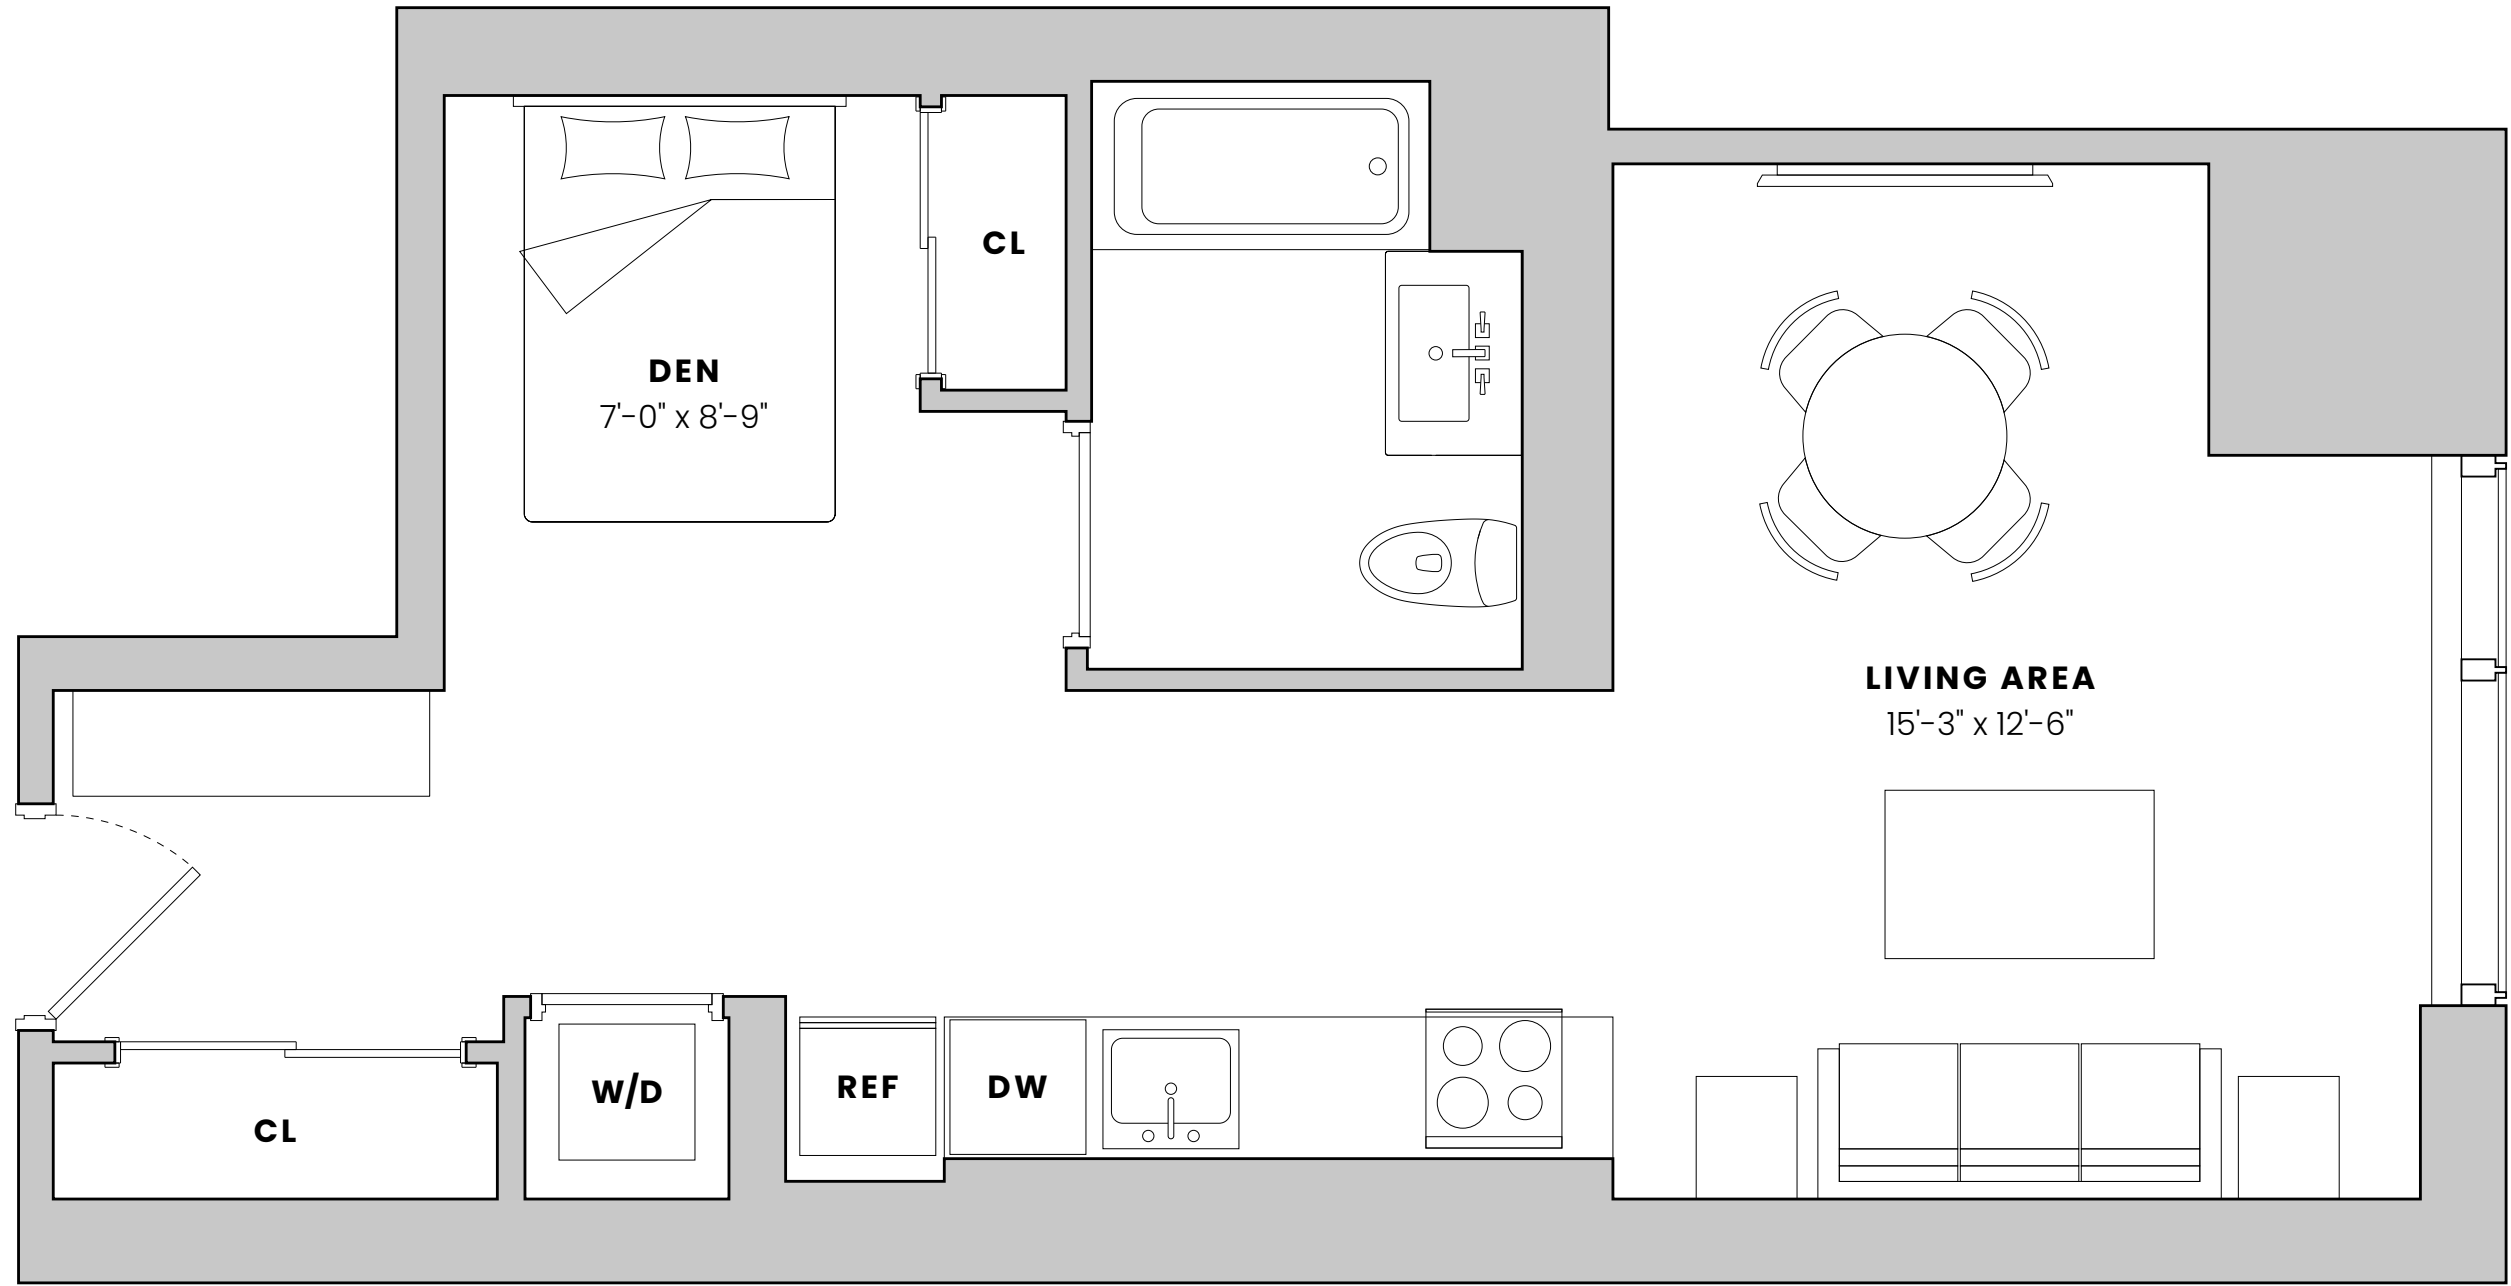 CL
DEN
7'-0" x 8'-9"
LIVING AREA
15'-3" x 12'-6"
W/D
REF
DW
CL